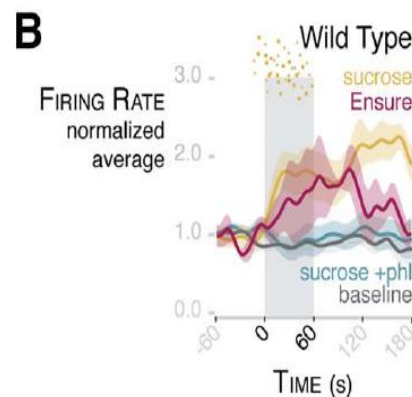 B
Wild Type
sucrose
Ensure
FIRING RATE
normalized
average
3.0
2.0
1.0
0.0
sucrose +phl
baseline
-60
0
60
120
180
TIME (s)